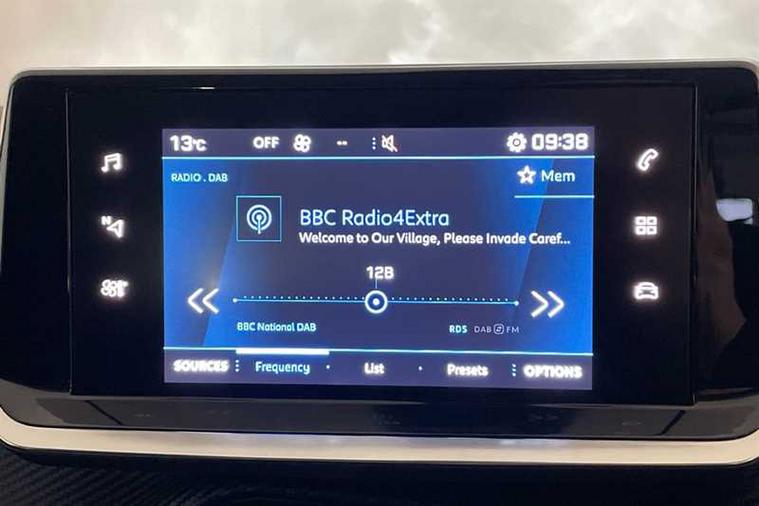 13°C OFF -- 09:38
RADIO . DAB
Mem
BBC Radio4Extra
Welcome to Our Village, Please Invade Caref...
N
12B
BBC National DAB
RDS DAB FM
SOURCES Frequency List Presets OPTIONS